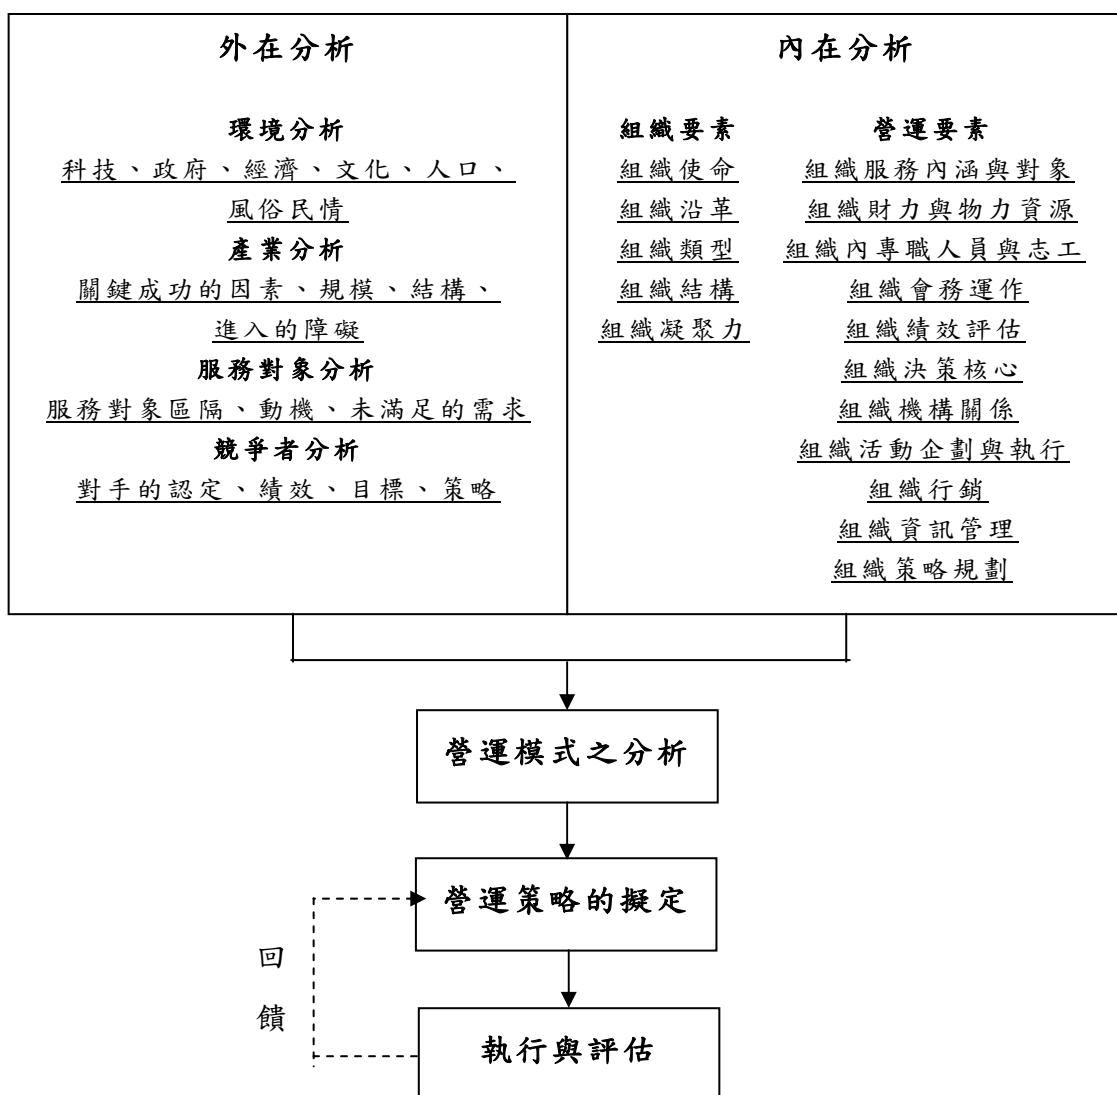 外在分析
環境分析
科技、政府、經濟、文化、人口、
風俗民情
產業分析
關鍵成功的因素、規模、結構、
進入的障礙
服務對象分析
服務對象區隔、動機、未滿足的需求
競爭者分析
對手的認定、績效、目標、策略
內在分析
組織要素
組織使命
組織沿革
組織類型
組織結構
組織凝聚力
營運要素
組織服務內涵與對象
組織財力與物力資源
組織內專職人員與志工
組織會務運作
組織績效評估
組織決策核心
組織機構關係
組織活動企劃與執行
組織行銷
組織資訊管理
組織策略規劃
營運模式之分析
營運策略的擬定
回
饋
執行與評估